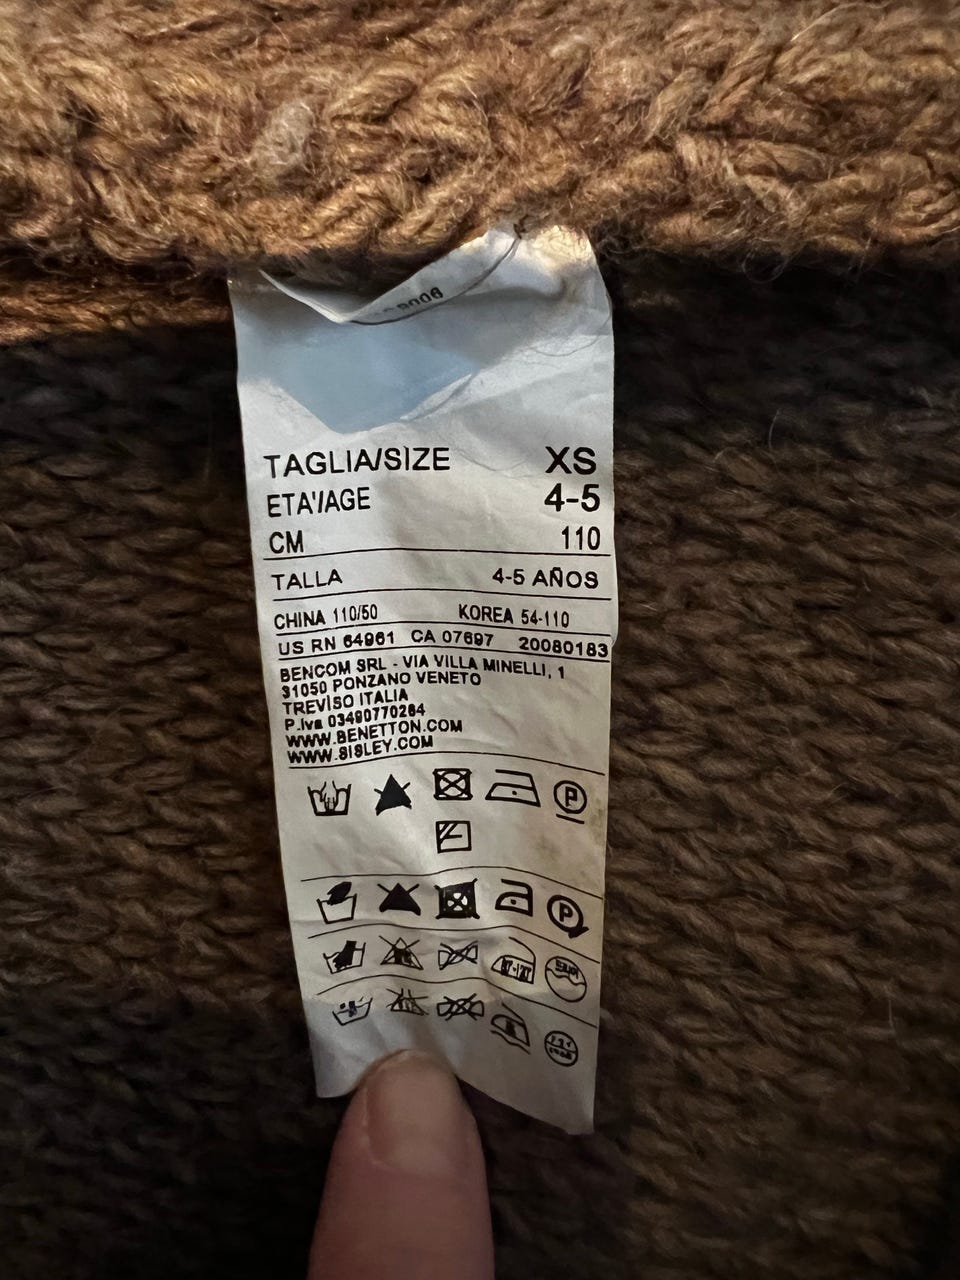 TAGLIA/SIZE XS
ETA'/AGE 4-5
CM 110
TALLA 4-5 AÑOS
CHINA 110/50 KOREA 54-110
US RN 64961 CA 07697 20080183
BENCOM SRL - VIA VILLA MINELLI, 1
31050 PONZANO VENETO
TREVISO ITALIA
P.Iva 03490770264
WWW.BENETTON.COM
WWW.SISLEY.COM
P
P